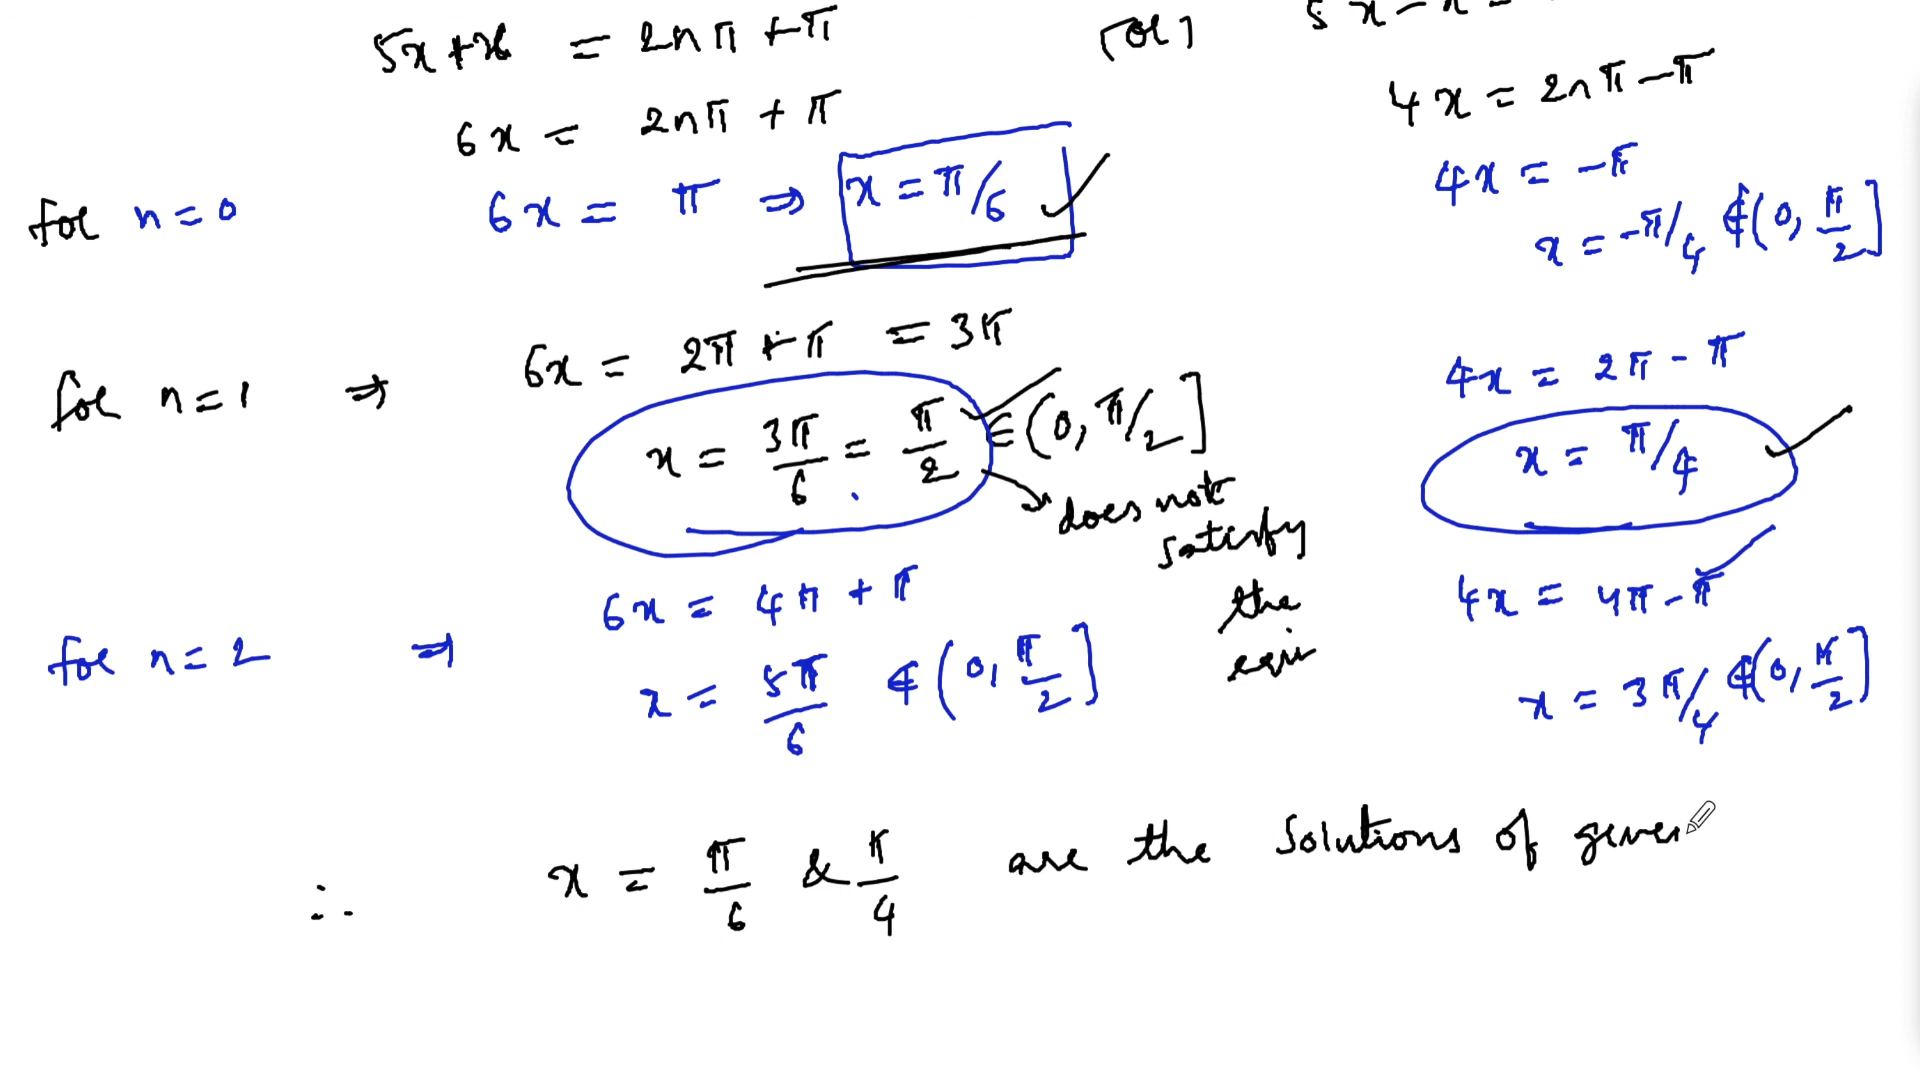 5x+x = 2nπ+π [or] 5x-x =
6x = 2nπ + π 4x = 2nπ-π
for n=0 6x = π ⇒ x = π/6 ✓ 4x = -π
x = -π/4 ∉ (0, π/2]
for n=1 ⇒ 6x = 2π+π = 3π 4x = 2π - π
x = 3π/6 = π/2 ∈ (0, π/2] x = π/4 ✓
→ does not
satisfy
the
for n=2 ⇒ 6x = 4π + π 4x = 4π - π
x = 5π/6 ∉ (0, π/2] x = 3π/4 ∉ (0, π/2]
∴ x = π/6 & π/4 are the solutions of given